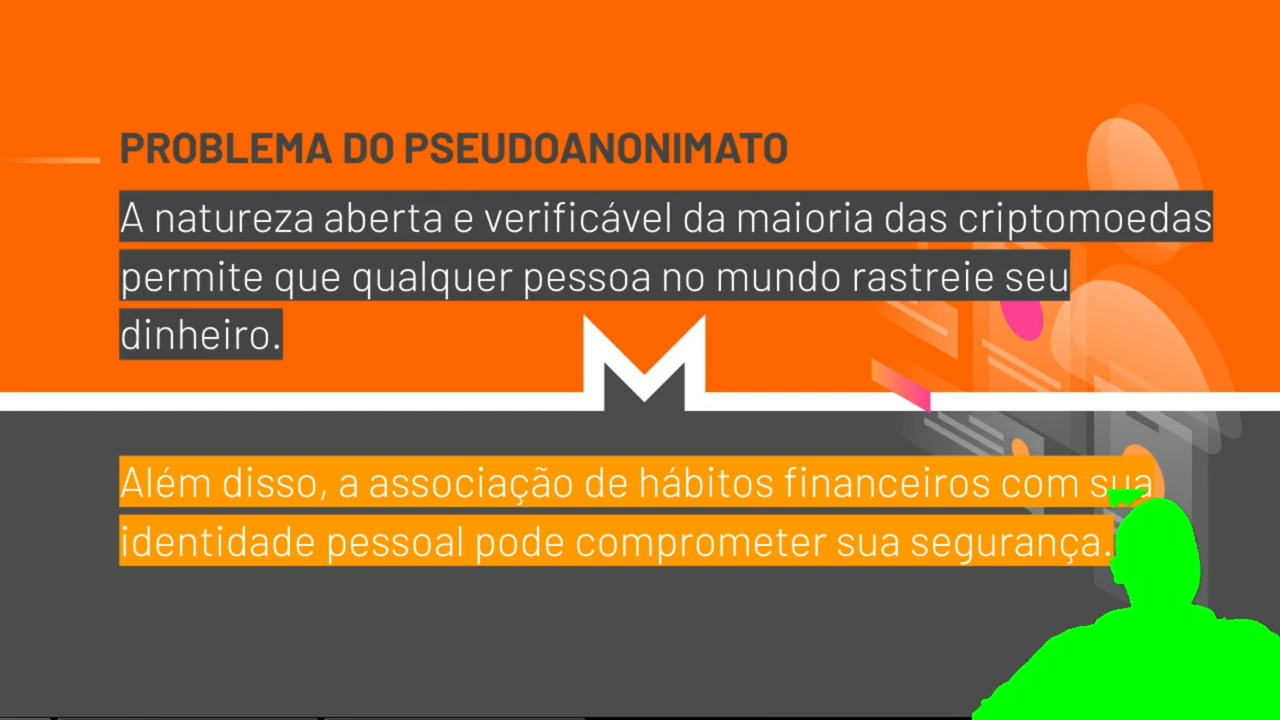 PROBLEMA DO PSEUDOANONIMATO
A natureza aberta e verificável da maioria das criptomoedas
permite que qualquer pessoa no mundo rastreie seu
dinheiro.
Além disso, a associação de hábitos financeiros com sua
identidade pessoal pode comprometer sua segurança.